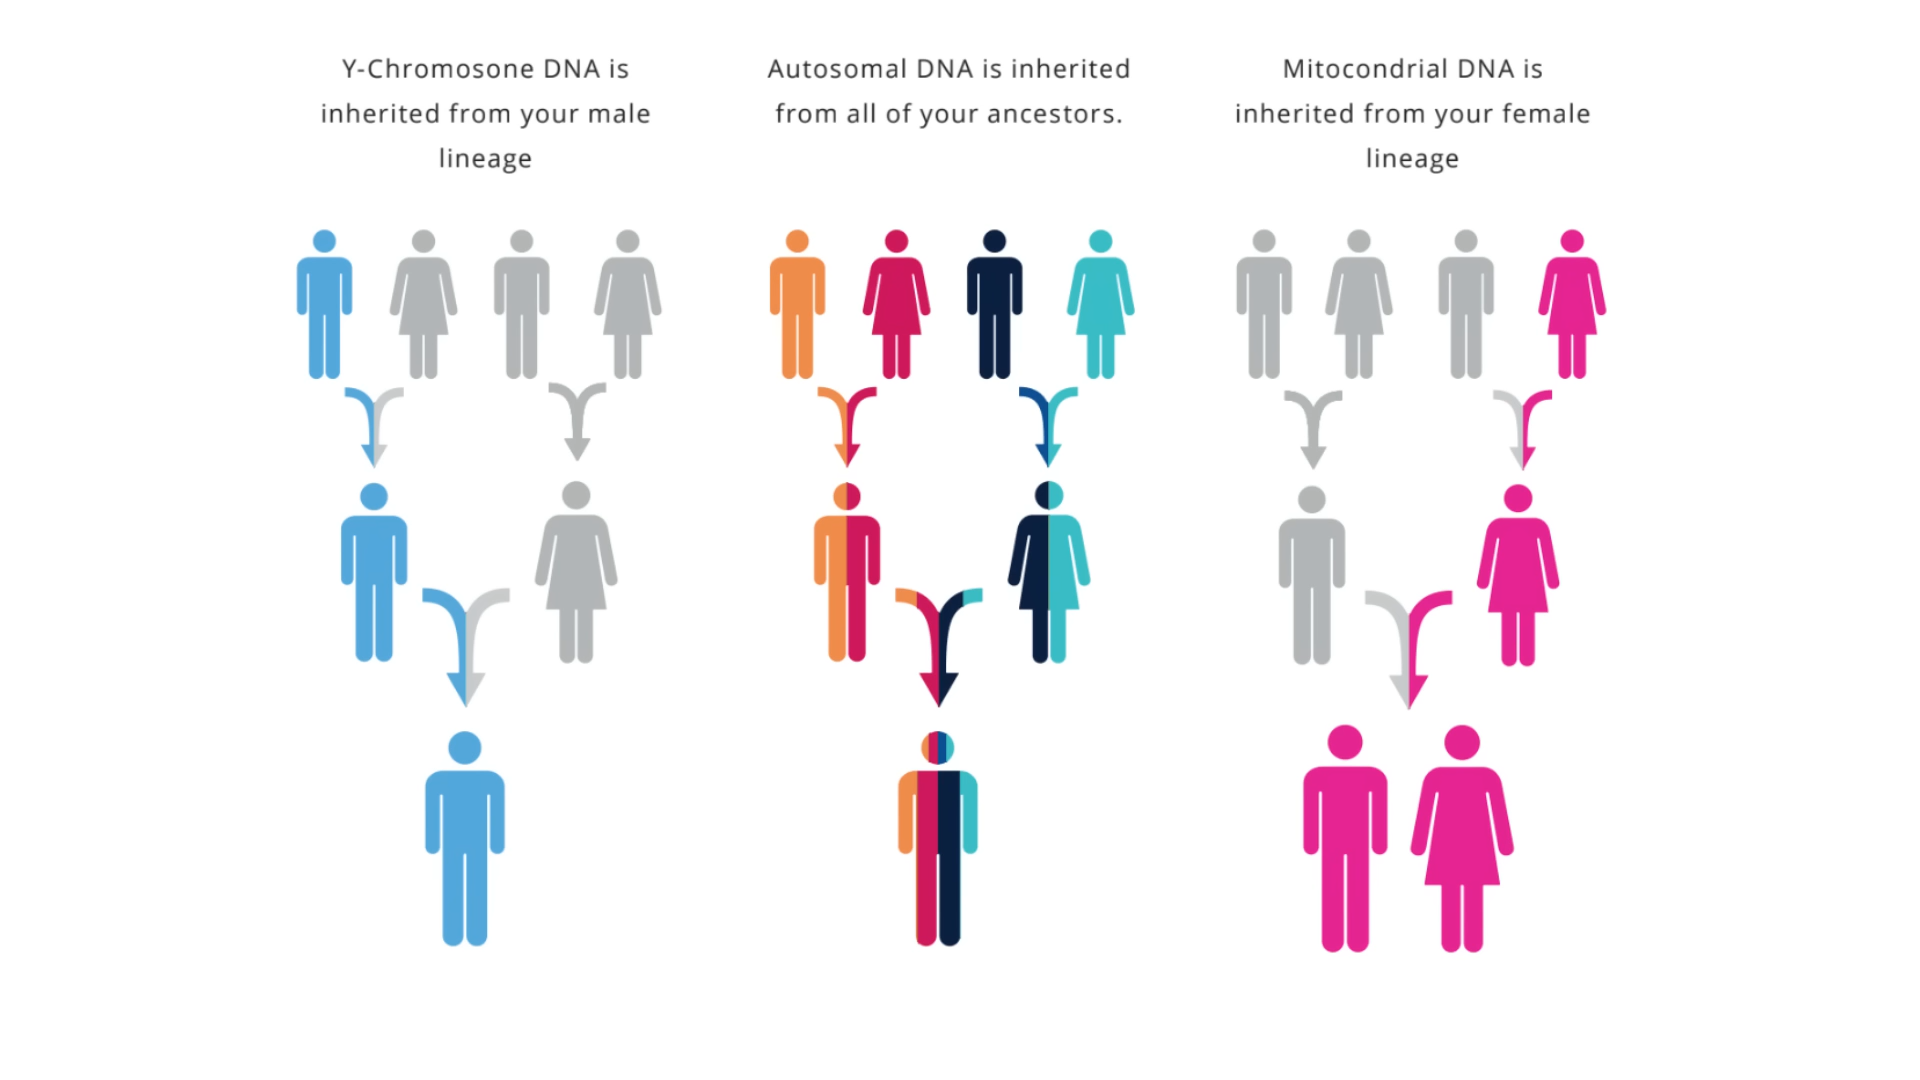 Y-Chromosone DNA is
inherited from your male
lineage
Autosomal DNA is inherited
from all of your ancestors.
Mitocondrial DNA is
inherited from your female
lineage